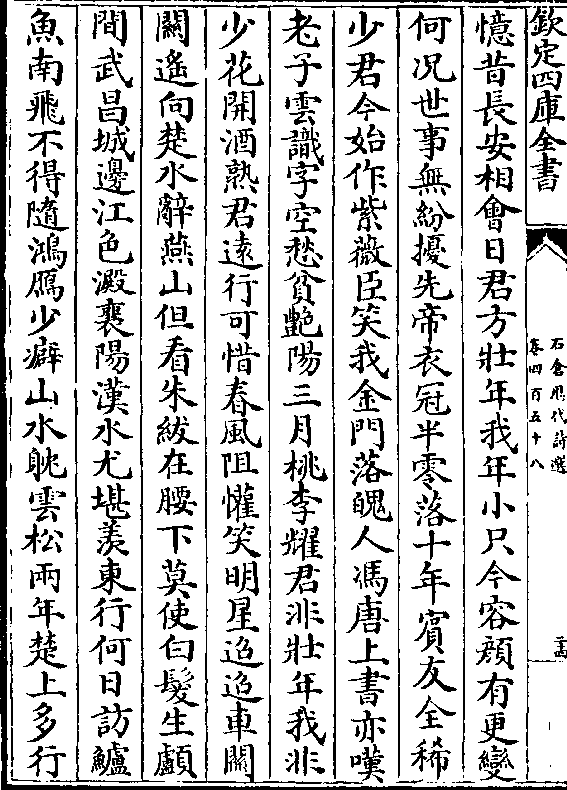 欽定四庫全書
石倉歷代詩選
卷四百五十八
憶昔長安相會日君方壯年我年小只今容顔有更變
何况世事無紛擾先帝衣冠半零落十年賓友全稀
少君今始作紫薇臣笑我金門落魄人馮唐上書亦嘆
老子雲識字空愁貧艶陽三月桃李耀君非壯年我非
少花開酒熟君遠行可惜春風阻懽笑明星迢迢車關
關遙向楚水辭燕山但看朱紱在腰下莫使白髮生顱
間武昌城邊江色澱襄陽漢水尤堪羨東行何日訪鱸
魚南飛不得隨鴻鴈少癖山水躭雲松兩年楚上多行